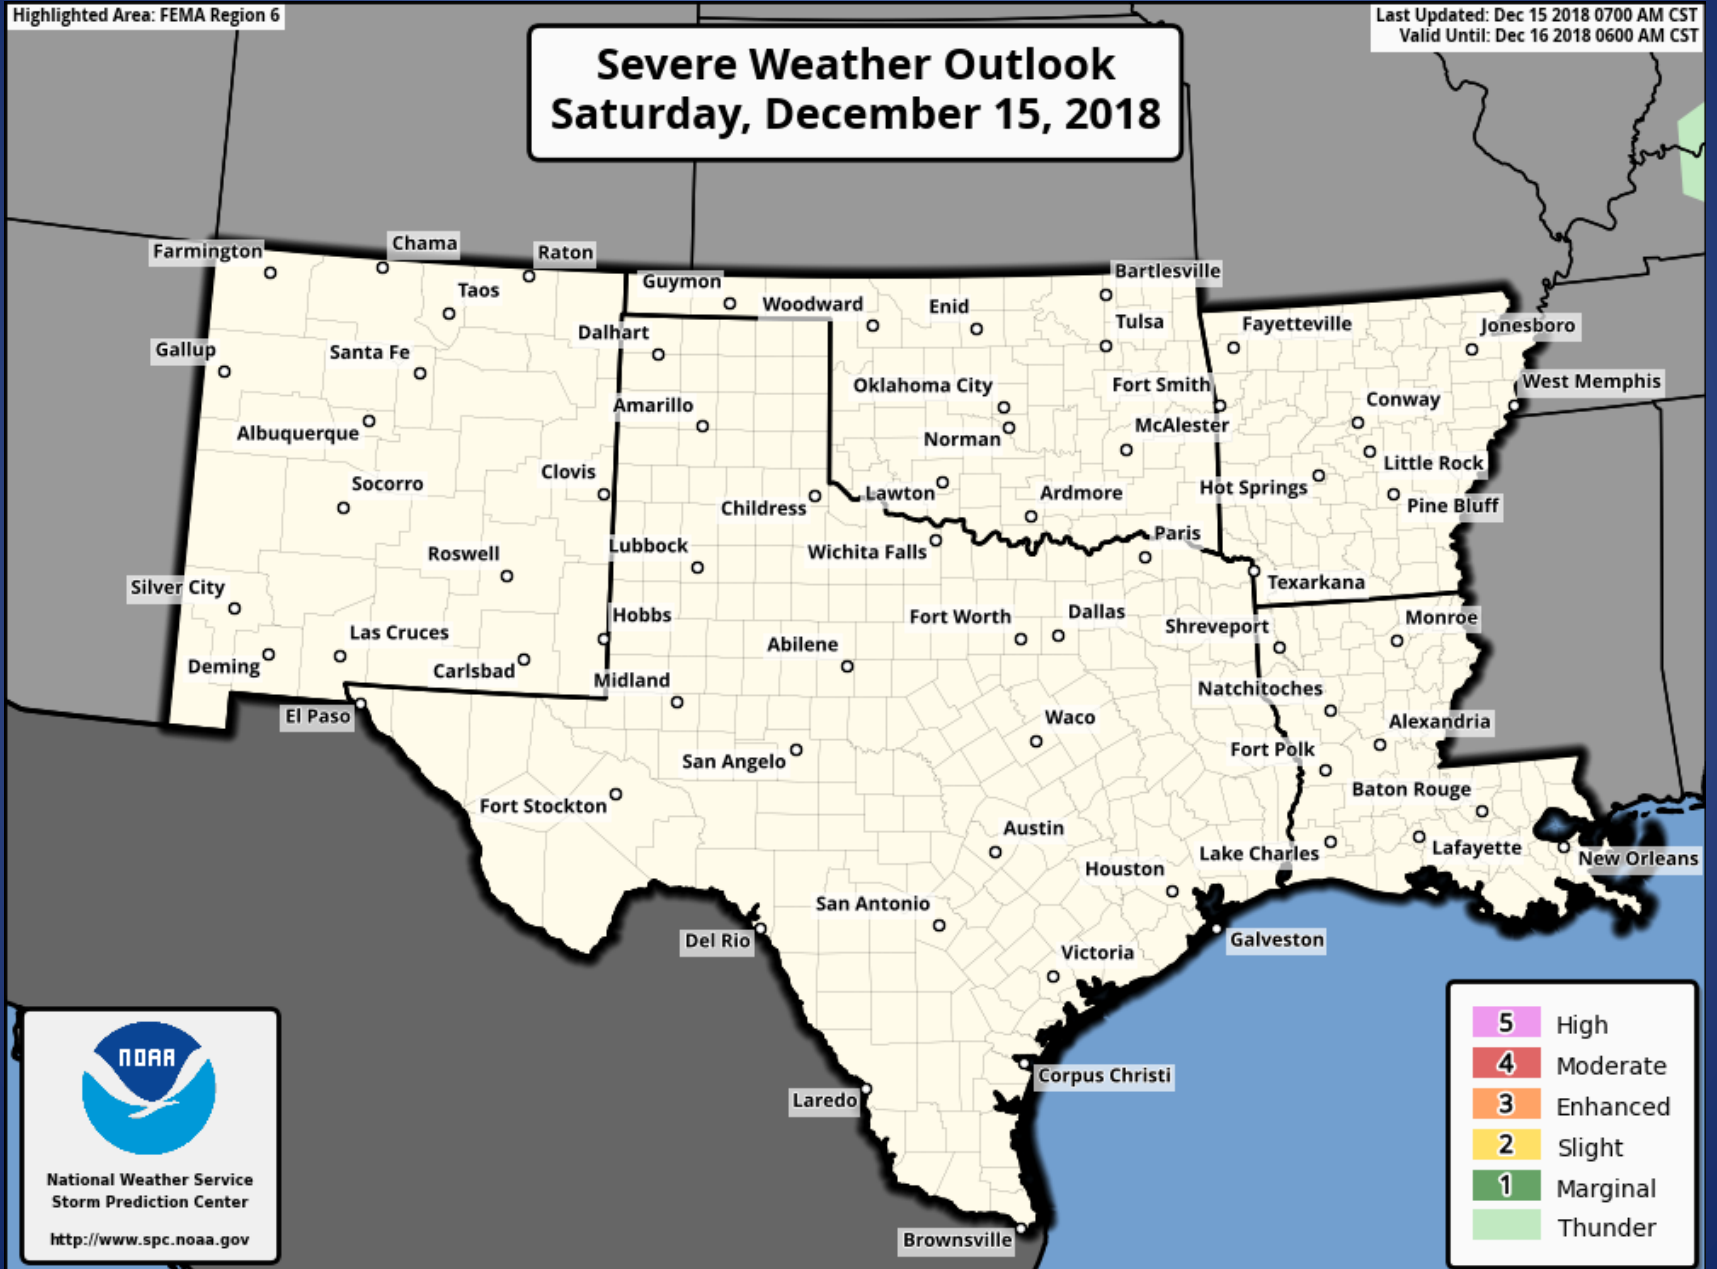 Highlighted Area: FEMA Region 6
Last Updated: Dec 15 2018 0700 AM CST
Valid Until: Dec 16 2018 0600 AM CST
Severe Weather Outlook
Saturday, December 15, 2018
Farmington
Chama
Raton
Taos
Guymon
Woodward
Enid
Bartlesville
Tulsa
Fayetteville
Jonesboro
Gallup
Santa Fe
Dalhart
Oklahoma City
Fort Smith
West Memphis
Conway
Amarillo
Albuquerque
Norman
McAlester
Little Rock
Socorro
Clovis
Childress
Lawton
Ardmore
Hot Springs
Pine Bluff
Roswell
Lubbock
Wichita Falls
Paris
Texarkana
Silver City
Hobbs
Fort Worth
Dallas
Shreveport
Monroe
Las Cruces
Abilene
Deming
Carlsbad
Midland
Natchitoches
El Paso
Waco
Alexandria
San Angelo
Fort Polk
Fort Stockton
Baton Rouge
Austin
Lake Charles
Lafayette
New Orleans
Houston
San Antonio
Del Rio
Galveston
Victoria
Corpus Christi
Laredo
Brownsville
NOAA
National Weather Service
Storm Prediction Center
http://www.spc.noaa.gov
5 High
4 Moderate
3 Enhanced
2 Slight
1 Marginal
Thunder